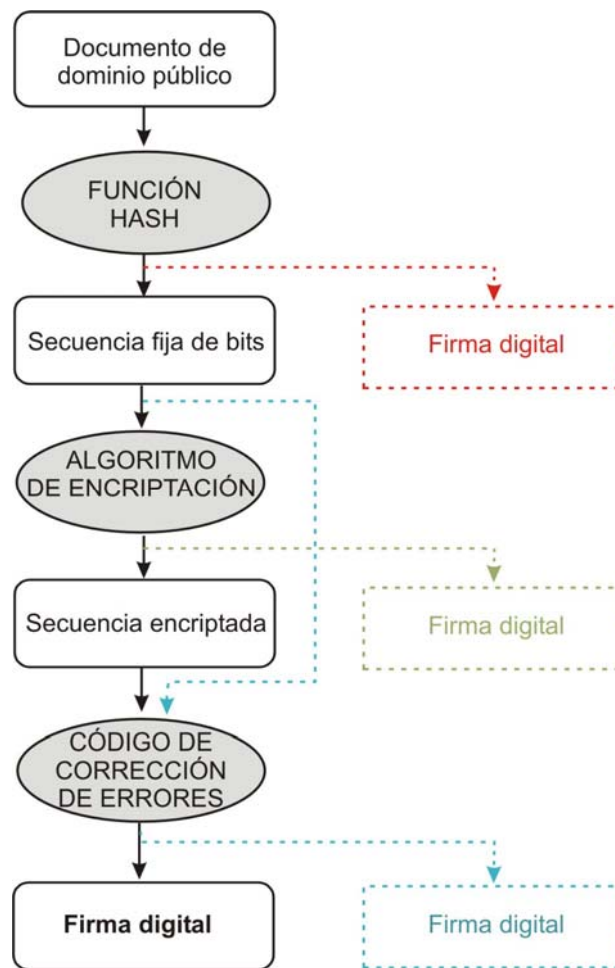 Documento de
dominio público
FUNCIÓN
HASH
Secuencia fija de bits
Firma digital
ALGORITMO
DE ENCRIPTACIÓN
Secuencia encriptada
Firma digital
CÓDIGO DE
CORRECCIÓN
DE ERRORES
Firma digital
Firma digital